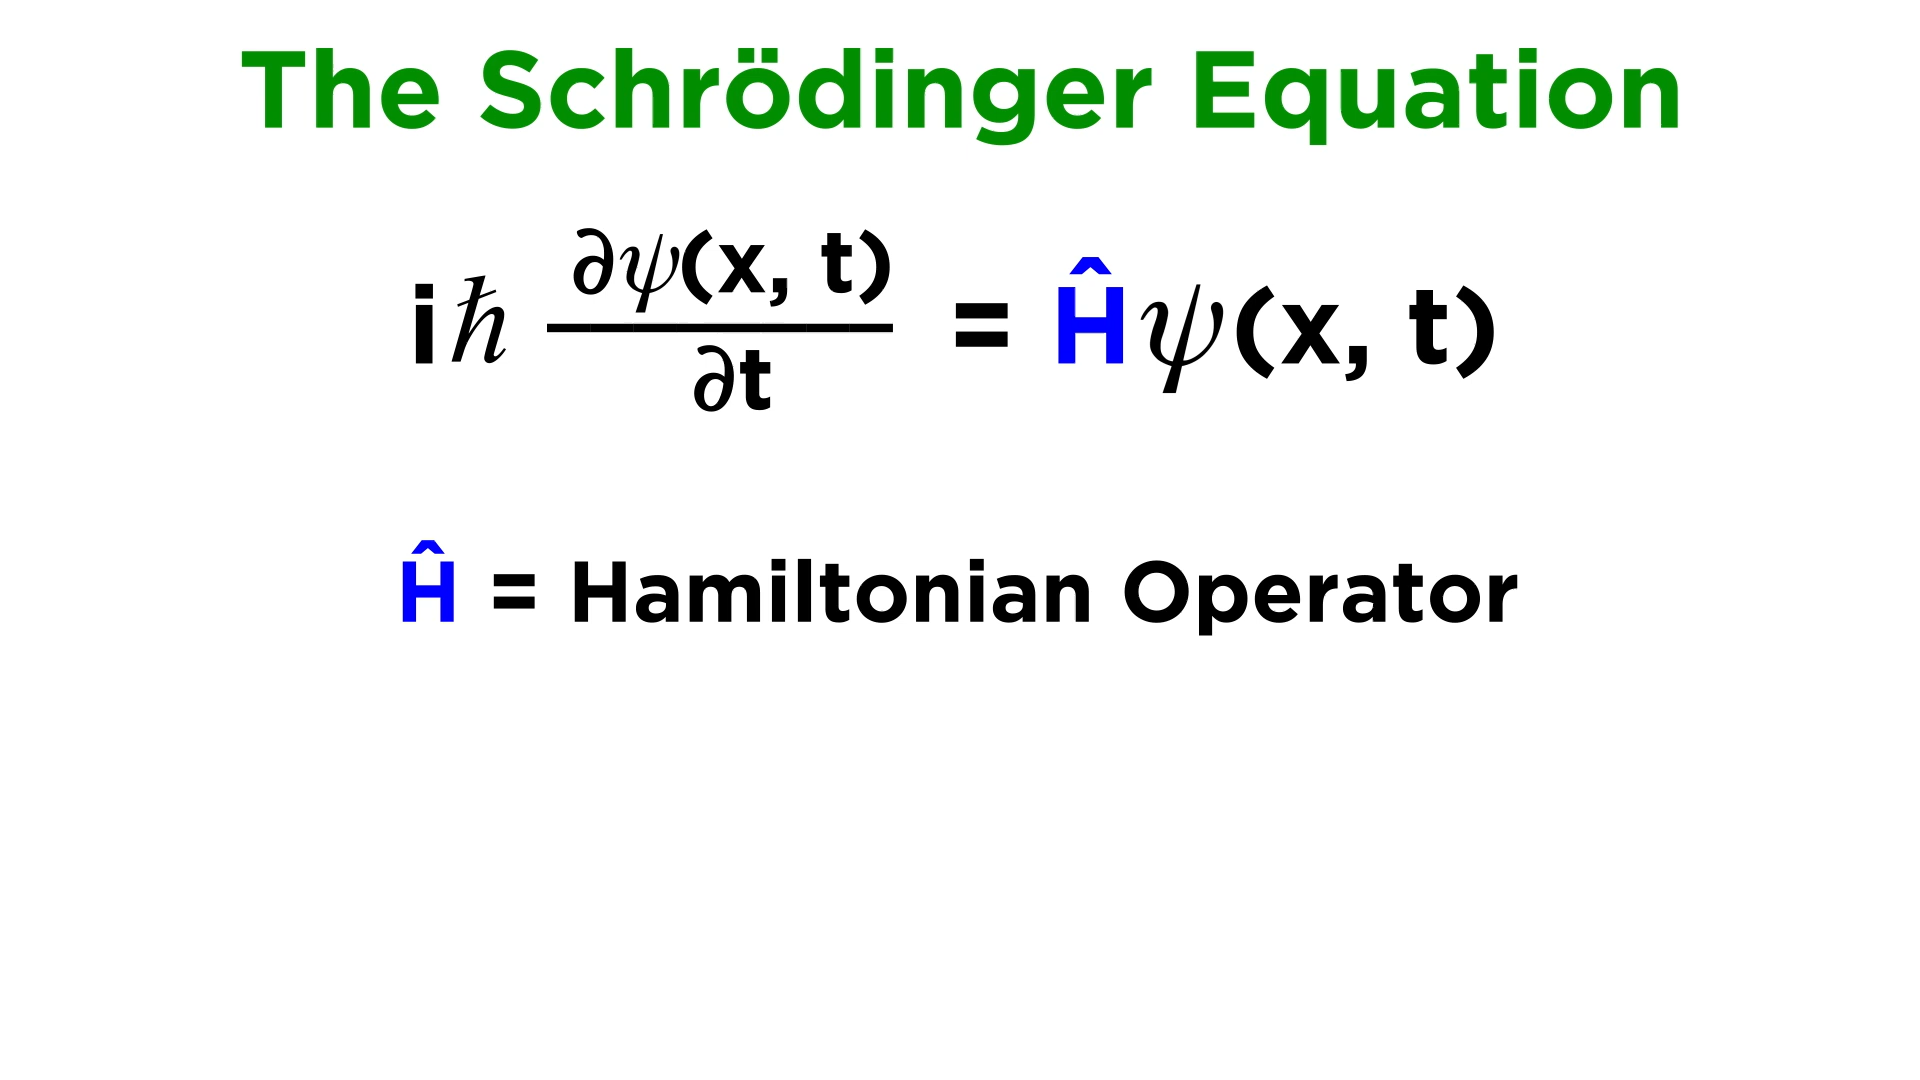 The Schrödinger Equation
iℏ ∂ψ(x, t)/∂t = Ĥψ(x, t)
Ĥ = Hamiltonian Operator